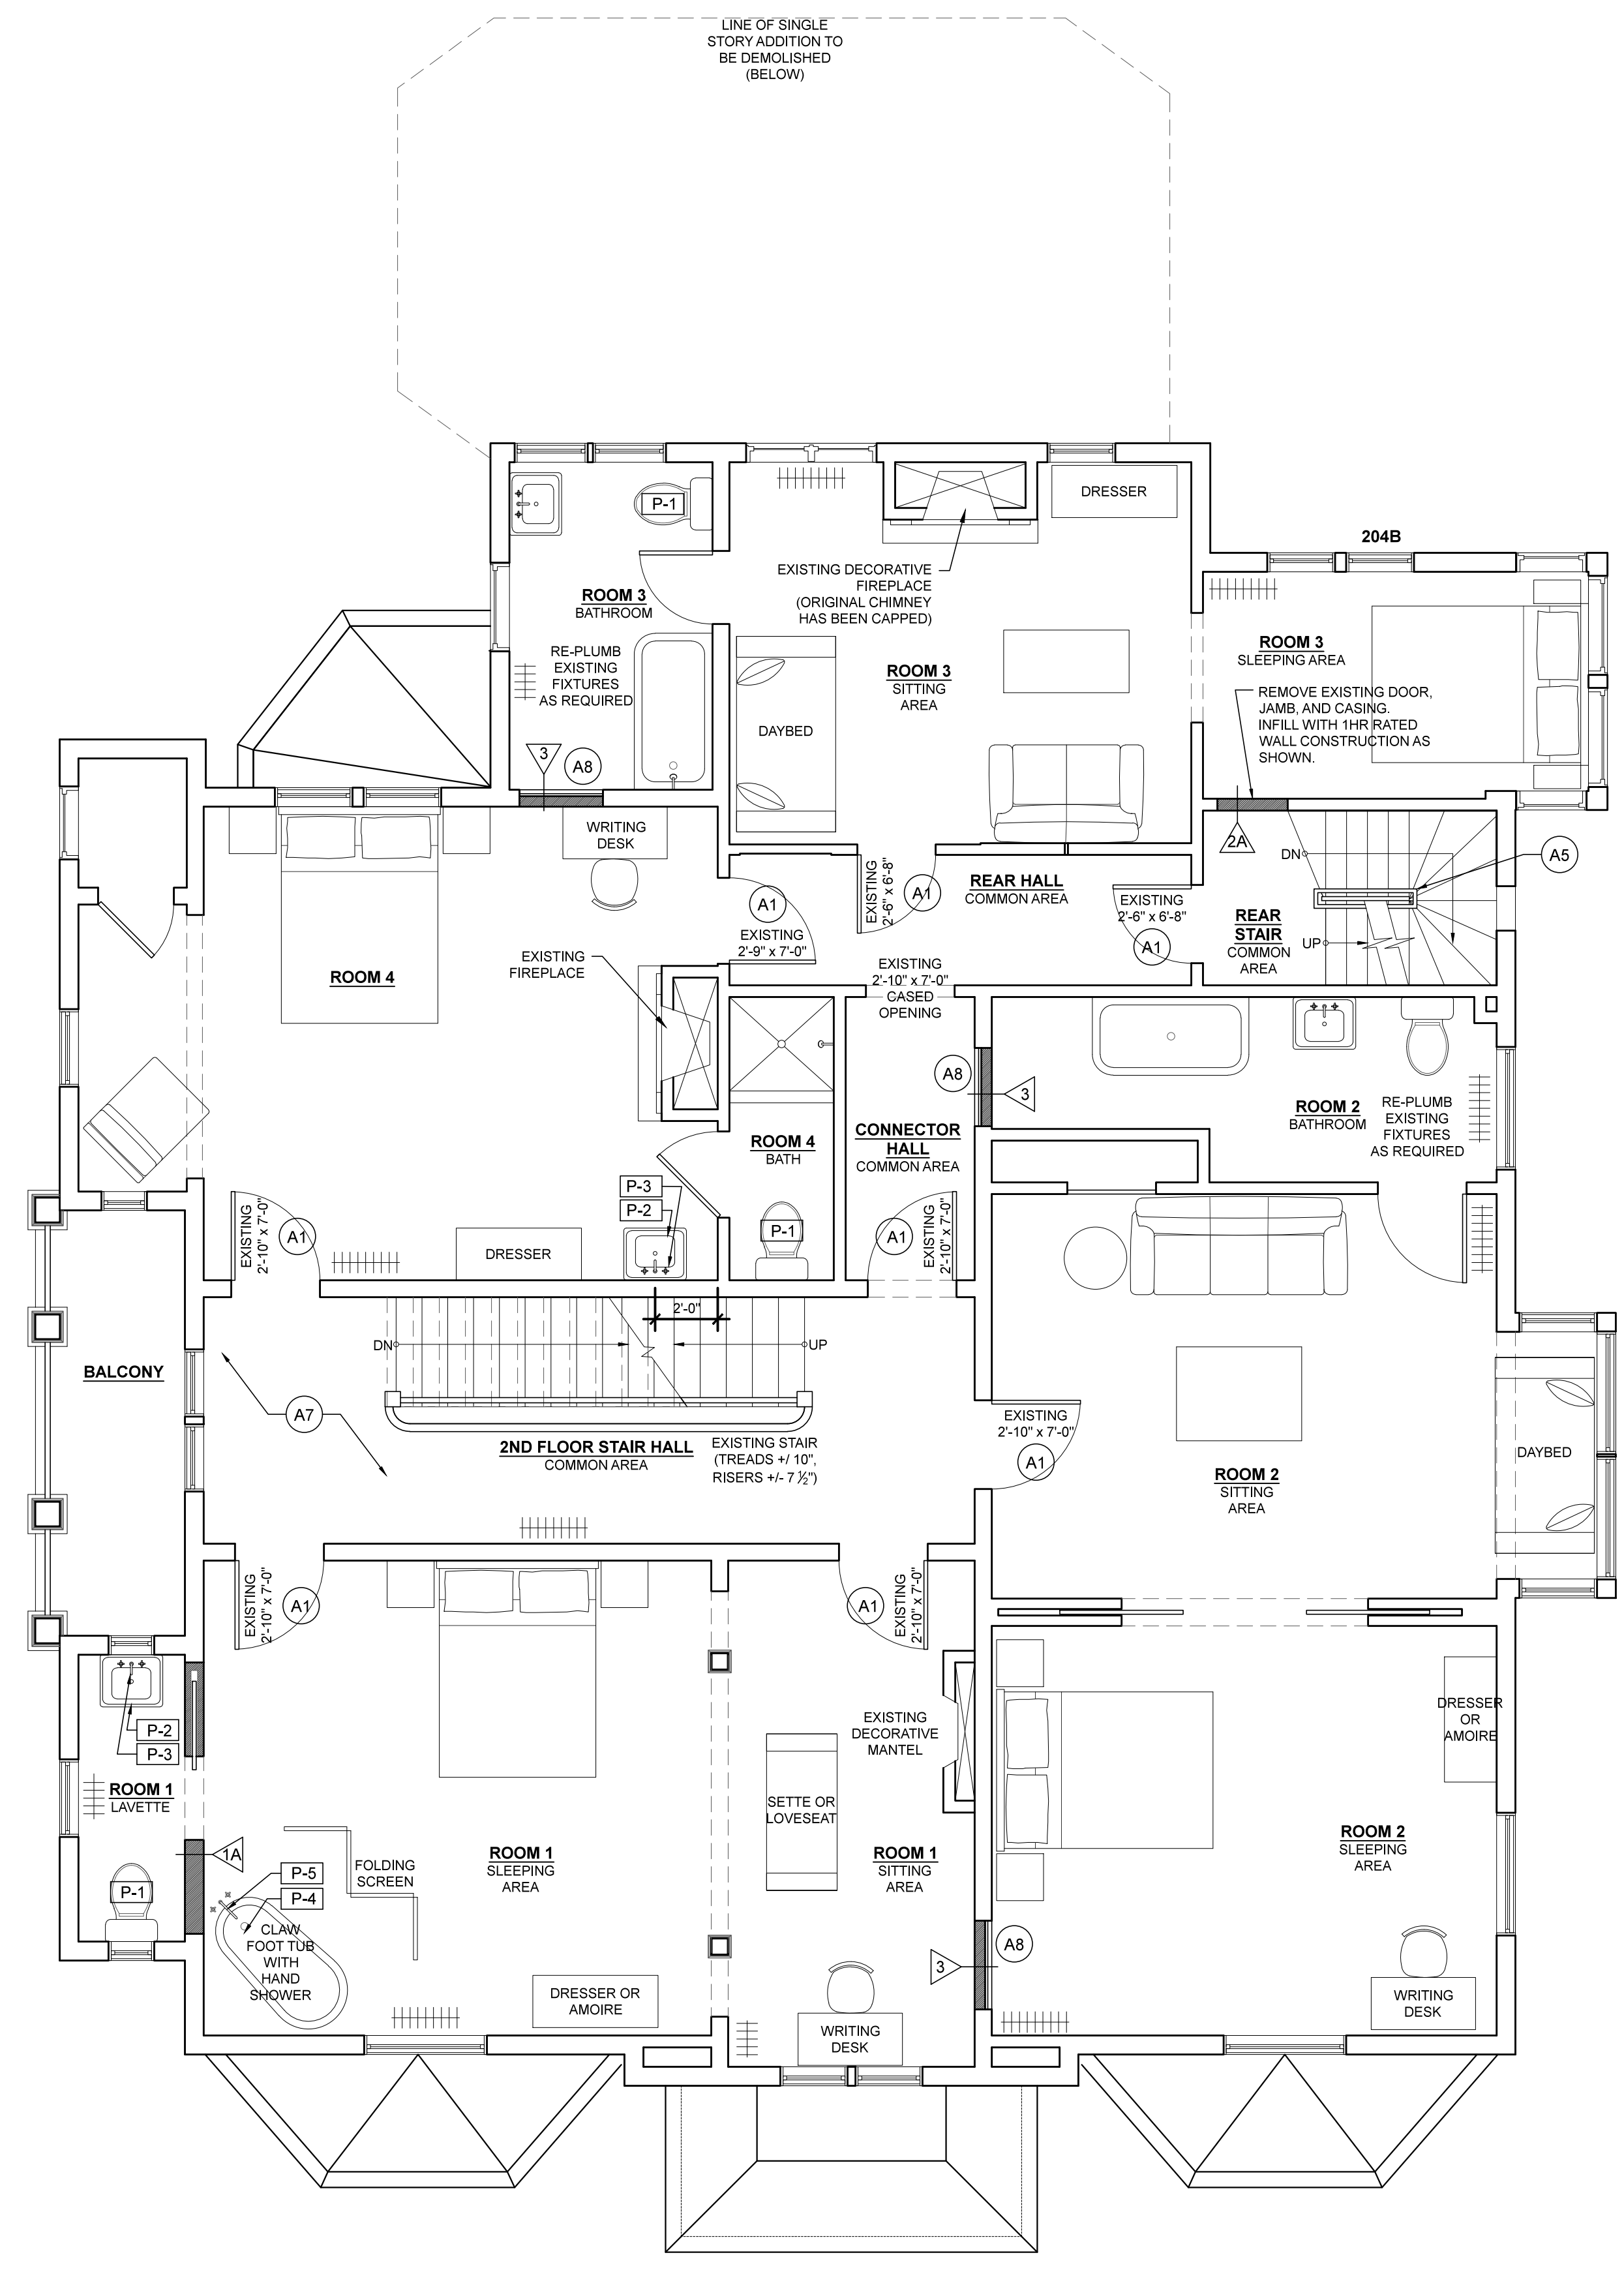 LINE OF SINGLE
STORY ADDITION TO
BE DEMOLISHED
(BELOW)
P-1
DRESSER
204B
EXISTING DECORATIVE
FIREPLACE
(ORIGINAL CHIMNEY
HAS BEEN CAPPED)
ROOM 3
BATHROOM
RE-PLUMB
EXISTING
FIXTURES
AS REQUIRED
ROOM 3
SITTING
AREA
ROOM 3
SLEEPING AREA
REMOVE EXISTING DOOR,
JAMB, AND CASING.
INFILL WITH 1HR RATED
WALL CONSTRUCTION AS
SHOWN.
DAYBED
3
A8
2A
WRITING
DESK
DN
A5
EXISTING
2'-6" x 6'-8"
A1
REAR HALL
COMMON AREA
A1
EXISTING
2'-9" x 7'-0"
EXISTING
2'-6" x 6'-8"
A1
REAR
STAIR
COMMON
AREA
UP
EXISTING
FIREPLACE
ROOM 4
EXISTING
2'-10" x 7'-0"
CASED
OPENING
A8
3
ROOM 2
BATHROOM
RE-PLUMB
EXISTING
FIXTURES
AS REQUIRED
ROOM 4
BATH
CONNECTOR
HALL
COMMON AREA
P-3
P-2
P-1
EXISTING
2'-10" x 7'-0"
A1
DRESSER
A1
EXISTING
2'-10" x 7'-0"
2'-0"
DN
UP
BALCONY
A7
2ND FLOOR STAIR HALL
COMMON AREA
EXISTING STAIR
(TREADS +/ 10",
RISERS +/- 7 ½")
EXISTING
2'-10" x 7'-0"
A1
ROOM 2
SITTING
AREA
DAYBED
EXISTING
2'-10" x 7'-0"
A1
A1
EXISTING
2'-10" x 7'-0"
P-2
P-3
ROOM 1
LAVETTE
EXISTING
DECORATIVE
MANTEL
DRESSER
OR
AMOIRE
SETTE OR
LOVESEAT
1A
P-1
P-5
P-4
FOLDING
SCREEN
ROOM 1
SLEEPING
AREA
ROOM 1
SITTING
AREA
ROOM 2
SLEEPING
AREA
CLAW
FOOT TUB
WITH
HAND
SHOWER
A8
3
DRESSER OR
AMOIRE
WRITING
DESK
WRITING
DESK